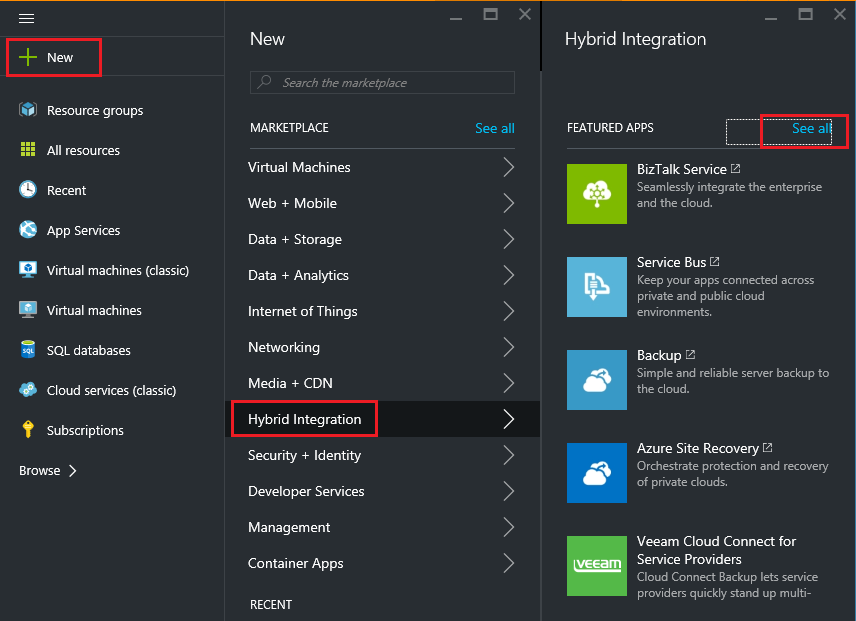 New
Resource groups
All resources
Recent
App Services
Virtual machines (classic)
Virtual machines
SQL
SQL databases
Cloud services (classic)
Subscriptions
Browse
New
Search the marketplace
MARKETPLACE
See all
Virtual Machines
Web + Mobile
Data + Storage
Data + Analytics
Internet of Things
Networking
Media + CDN
Hybrid Integration
Security + Identity
Developer Services
Management
Container Apps
RECENT
Hybrid Integration
FEATURED APPS
See all
BizTalk Service
Seamlessly integrate the enterprise
and the cloud.
Service Bus
Keep your apps connected across
private and public cloud
environments.
Backup
Simple and reliable server backup to
the cloud.
Azure Site Recovery
Orchestrate protection and recovery
of private clouds.
veeam
Veeam Cloud Connect for
Service Providers
Cloud Connect Backup lets service
providers quickly stand up multi-